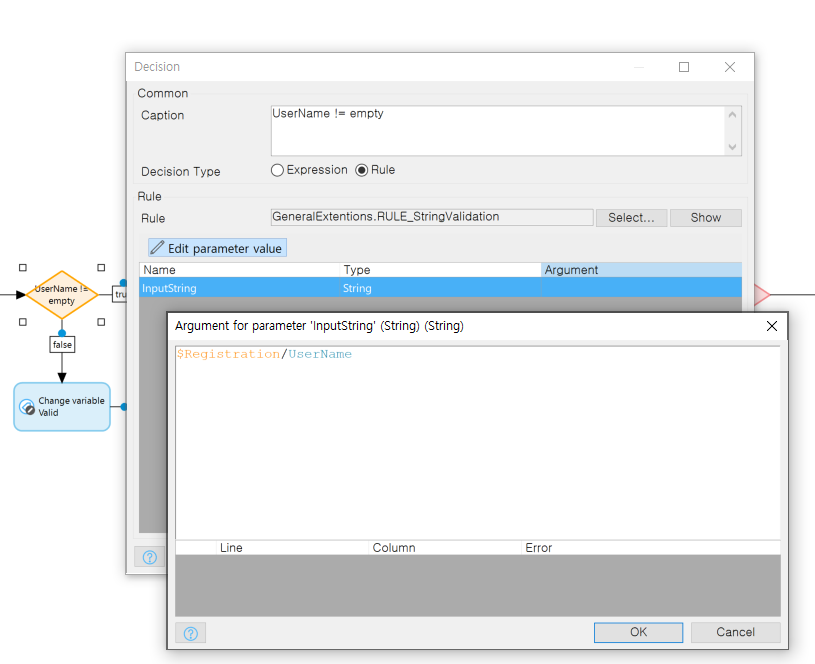 Decision
Common
Caption
UserName != empty
Decision Type
Expression
Rule
Rule
Rule
GeneralExtentions.RULE_StringValidation
Select...
Show
Edit parameter value
Name
Type
Argument
InputString
String
UserName !=
empty
tru
false
Change variable
Valid
Argument for parameter 'InputString' (String) (String)
$Registration/UserName
Line
Column
Error
OK
Cancel